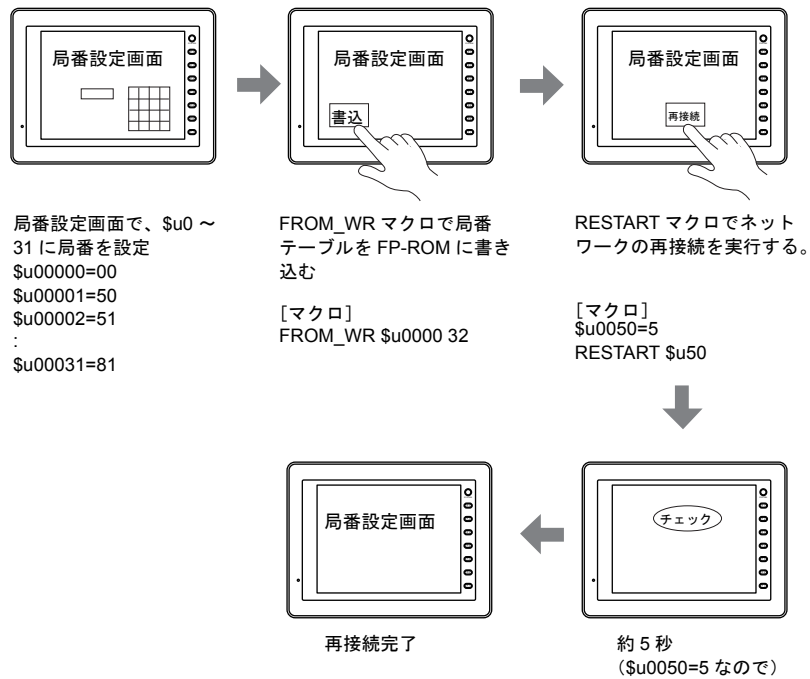 局番設定画面
局番設定画面
書込
局番設定画面
再接続
局番設定画面で、$u0 ～
31 に局番を設定
$u00000=00
$u00001=50
$u00002=51
:
$u00031=81
FROM_WR マクロで局番
テーブルを FP-ROM に書き
込む
［マクロ］
FROM_WR $u0000 32
RESTART マクロでネット
ワークの再接続を実行する。
［マクロ］
$u0050=5
RESTART $u50
チェック
約 5 秒
（$u0050=5 なので）
局番設定画面
再接続完了